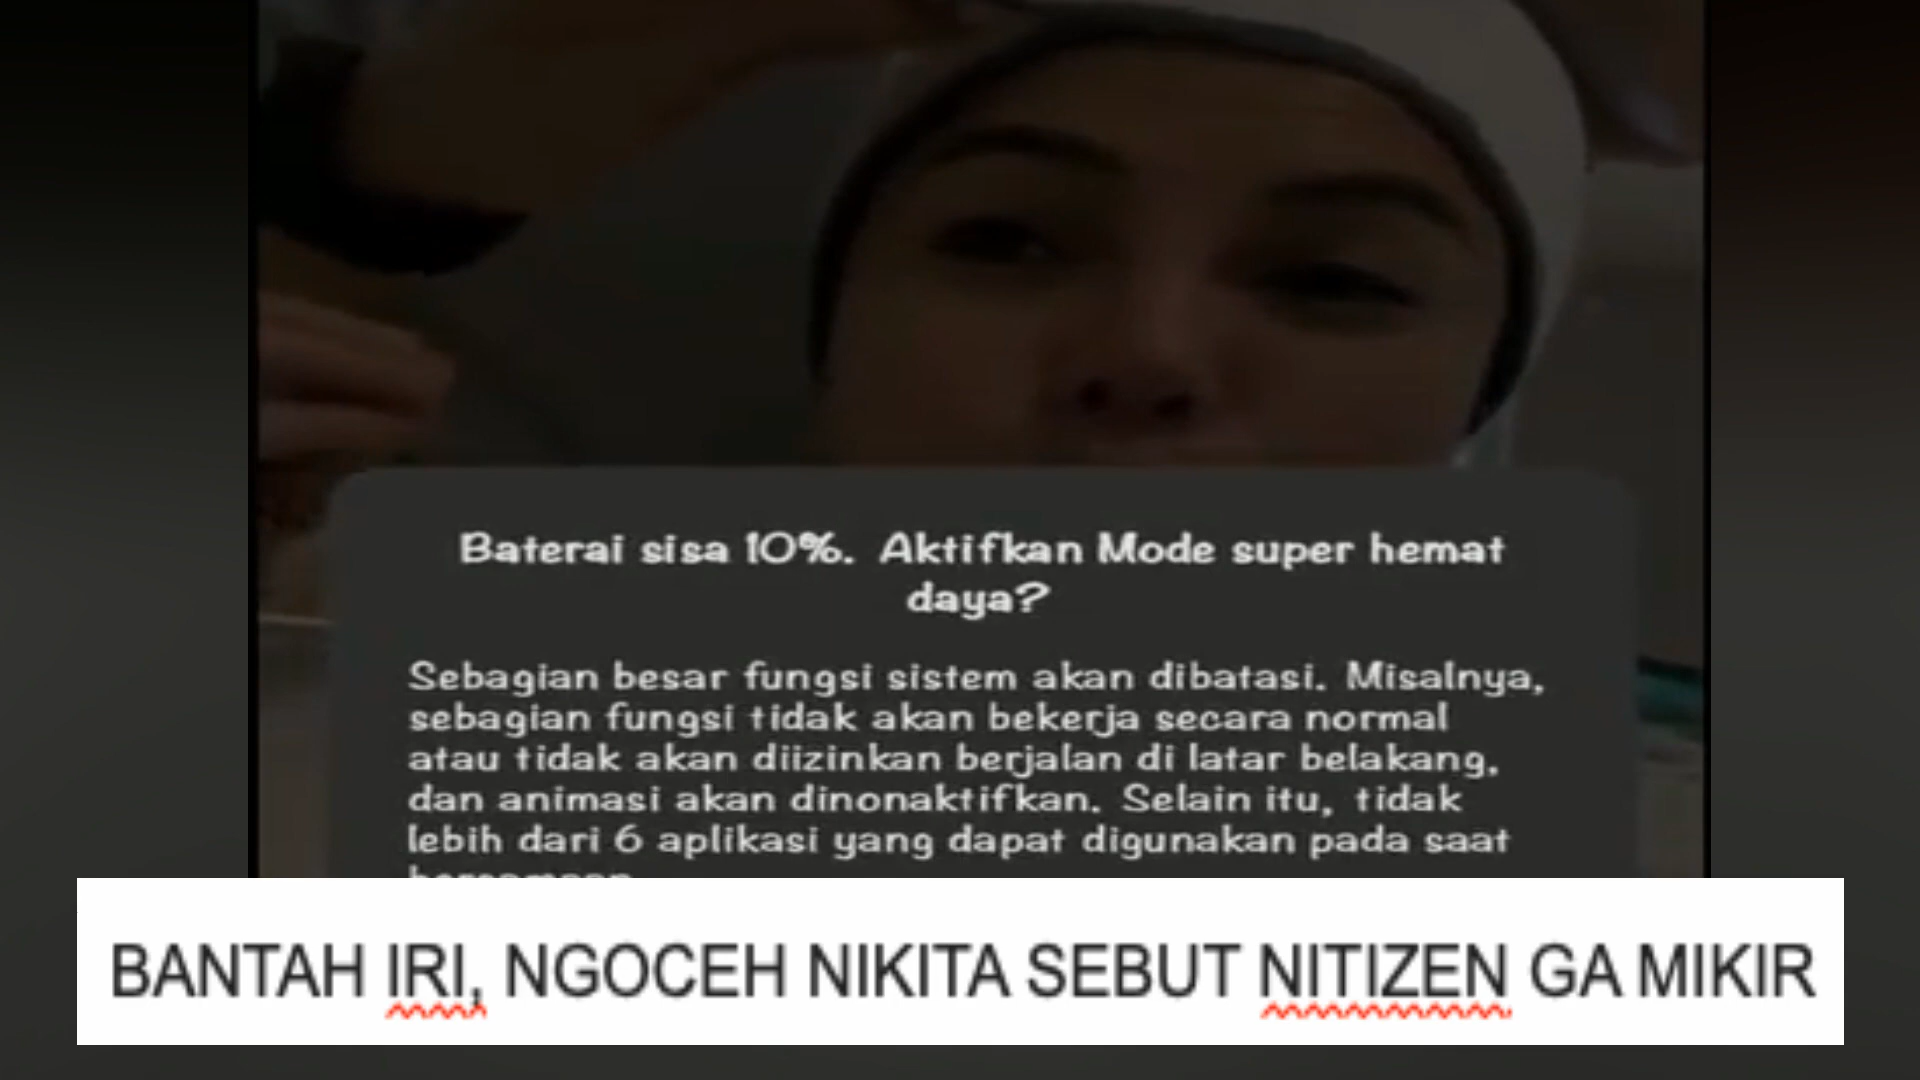 Baterai sisa 10%. Aktifkan Mode super hemat
daya?
Sebagian besar fungsi sistem akan dibatasi. Misalnya,
sebagian fungsi tidak akan bekerja secara normal
atau tidak akan diizinkan berjalan di latar belakang,
dan animasi akan dinonaktifkan. Selain itu, tidak
lebih dari 6 aplikasi yang dapat digunakan pada saat
BANTAH IRI, NGOCEH NIKITA SEBUT NITIZEN GA MIKIR